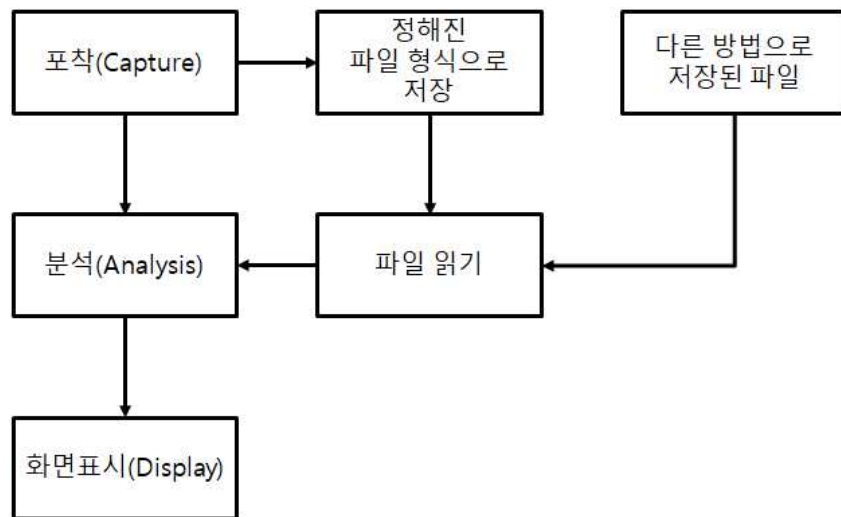 포착(Capture)
정해진
파일 형식으로
저장
다른 방법으로
저장된 파일
분석(Analysis)
파일 읽기
화면표시(Display)